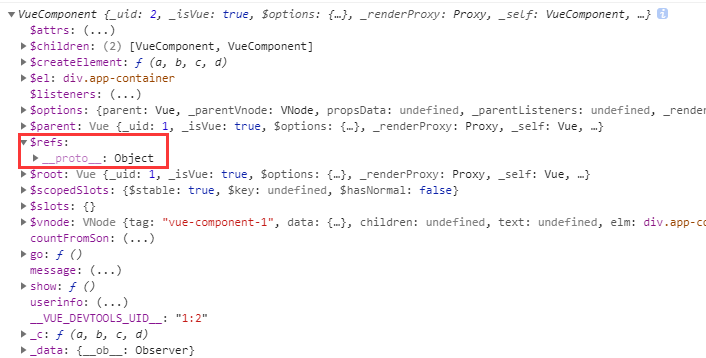 VueComponent {_uid: 2, _isVue: true, $options: {…}, _renderProxy: Proxy, _self: VueComponent, …}
$attrs: (...)
$children: (2) [VueComponent, VueComponent]
$createElement: ƒ (a, b, c, d)
$el: div.app-container
$listeners: (...)
$options: {parent: Vue, _parentVnode: VNode, propsData: undefined, _parentListeners: undefined, _render
$parent: Vue {_uid: 1, _isVue: true, $options: {…}, _renderProxy: Proxy, _self: Vue, …}
$refs:
__proto__: Object
$root: Vue {_uid: 1, _isVue: true, $options: {…}, _renderProxy: Proxy, _self: Vue, …}
$scopedSlots: {$stable: true, $key: undefined, $hasNormal: false}
$slots: {}
$vnode: VNode {tag: "vue-component-1", data: {…}, children: undefined, text: undefined, elm: div.app-co
countFromSon: (...)
go: ƒ ()
message: (...)
show: ƒ ()
userinfo: (...)
__VUE_DEVTOOLS_UID__: "1:2"
_c: ƒ (a, b, c, d)
_data: {__ob__: Observer}